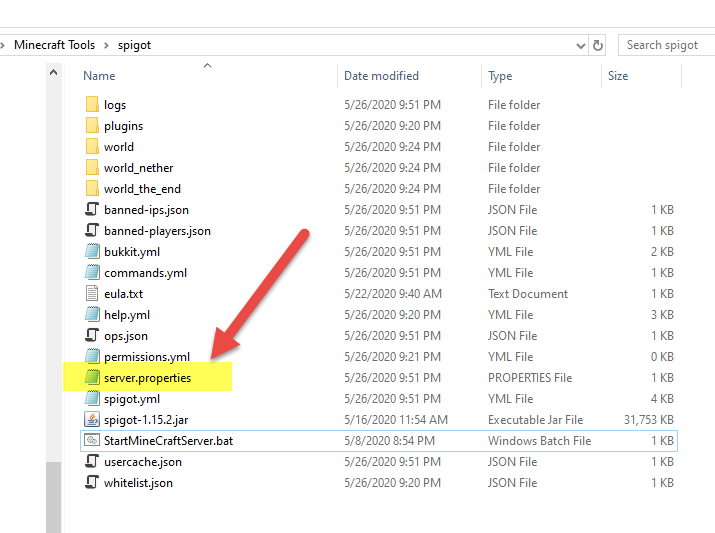 Minecraft Tools > spigot Search spigot
Name Date modified Type Size
logs 5/26/2020 9:51 PM File folder
plugins 5/26/2020 9:20 PM File folder
world 5/26/2020 9:24 PM File folder
world_nether 5/26/2020 9:24 PM File folder
world_the_end 5/26/2020 9:24 PM File folder
banned-ips.json 5/26/2020 9:51 PM JSON File 1 KB
banned-players.json 5/26/2020 9:51 PM JSON File 1 KB
bukkit.yml 5/26/2020 9:51 PM YML File 2 KB
commands.yml 5/26/2020 9:51 PM YML File 1 KB
eula.txt 5/22/2020 9:40 AM Text Document 1 KB
help.yml 5/26/2020 9:20 PM YML File 3 KB
ops.json 5/26/2020 9:51 PM JSON File 1 KB
permissions.yml 5/26/2020 9:21 PM YML File 0 KB
server.properties 5/26/2020 9:51 PM PROPERTIES File 1 KB
spigot.yml 5/26/2020 9:51 PM YML File 4 KB
spigot-1.15.2.jar 5/16/2020 11:54 AM Executable Jar File 31,753 KB
StartMineCraftServer.bat 5/8/2020 8:54 PM Windows Batch File 1 KB
usercache.json 5/26/2020 9:51 PM JSON File 1 KB
whitelist.json 5/26/2020 9:20 PM JSON File 1 KB